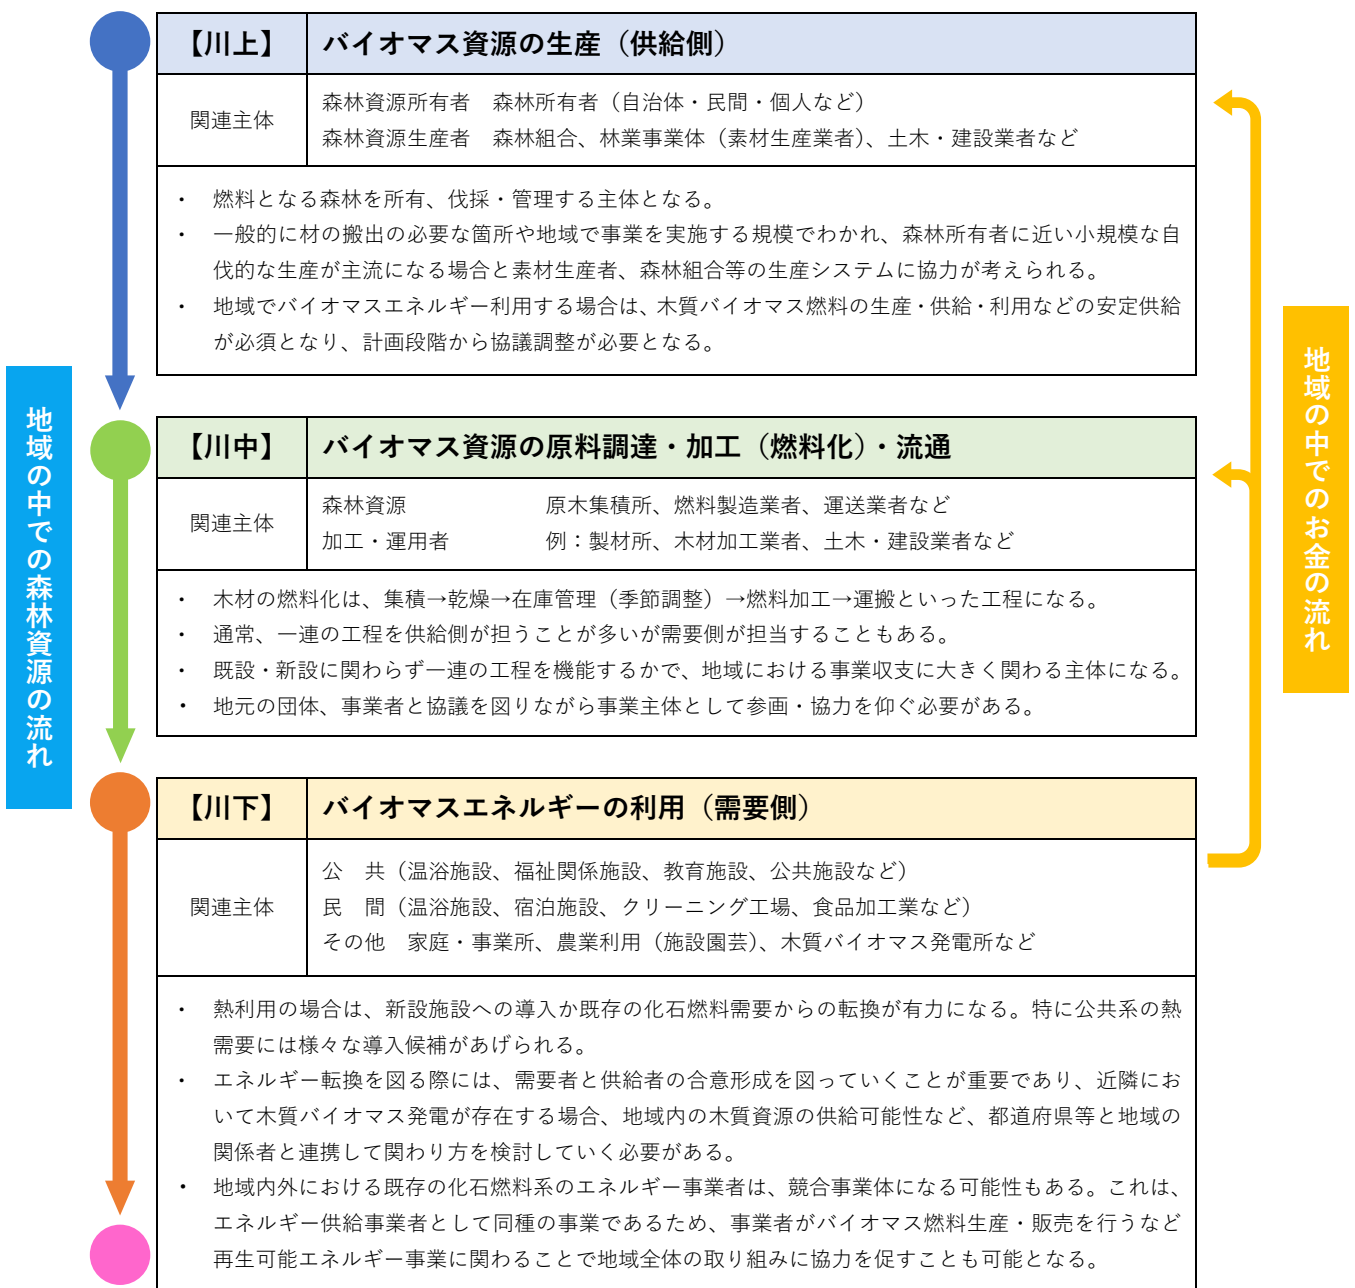 【川上】 バイオマス資源の生産（供給側）
関連主体
森林資源所有者　森林所有者（自治体・民間・個人など）
森林資源生産者　森林組合、林業事業体（素材生産業者）、土木・建設業者など
・ 燃料となる森林を所有、伐採・管理する主体となる。
・ 一般的に材の搬出の必要な箇所や地域で事業を実施する規模でわかれ、森林所有者に近い小規模な自
伐的な生産が主流になる場合と素材生産者、森林組合等の生産システムに協力が考えられる。
・ 地域でバイオマスエネルギー利用する場合は、木質バイオマス燃料の生産・供給・利用などの安定供給
が必須となり、計画段階から協議調整が必要となる。
地域の中での森林資源の流れ
地域の中でのお金の流れ
【川中】 バイオマス資源の原料調達・加工（燃料化）・流通
関連主体
森林資源　原木集積所、燃料製造業者、運送業者など
加工・運用者　例：製材所、木材加工業者、土木・建設業者など
・ 木材の燃料化は、集積→乾燥→在庫管理（季節調整）→燃料加工→運搬といった工程になる。
・ 通常、一連の工程を供給側が担うことが多いが需要側が担当することもある。
・ 既設・新設に関わらず一連の工程を機能するかで、地域における事業収支に大きく関わる主体になる。
・ 地元の団体、事業者と協議を図りながら事業主体として参画・協力を仰ぐ必要がある。
【川下】 バイオマスエネルギーの利用（需要側）
関連主体
公　共（温浴施設、福祉関係施設、教育施設、公共施設など）
民　間（温浴施設、宿泊施設、クリーニング工場、食品加工業など）
その他　家庭・事業所、農業利用（施設園芸）、木質バイオマス発電所など
・ 熱利用の場合は、新設施設への導入か既存の化石燃料需要からの転換が有力になる。特に公共系の熱
需要には様々な導入候補があげられる。
・ エネルギー転換を図る際には、需要者と供給者の合意形成を図っていくことが重要であり、近隣にお
いて木質バイオマス発電が存在する場合、地域内の木質資源の供給可能性など、都道府県等と地域の
関係者と連携して関わり方を検討していく必要がある。
・ 地域内外における既存の化石燃料系のエネルギー事業者は、競合事業体になる可能性もある。これは、
エネルギー供給事業者として同種の事業であるため、事業者がバイオマス燃料生産・販売を行うなど
再生可能エネルギー事業に関わることで地域全体の取り組みに協力を促すことも可能となる。